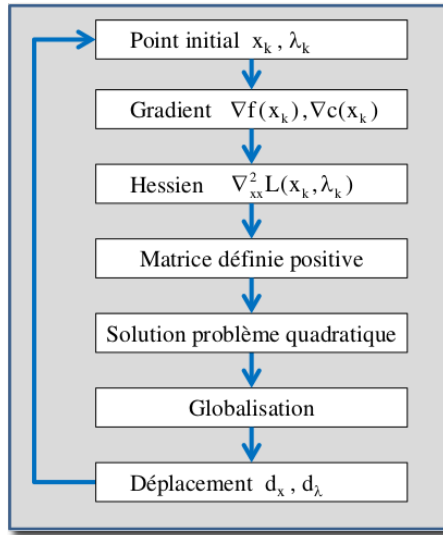 Point initial x_k , λ_k
Gradient ∇f(x_k),∇c(x_k)
Hessien ∇²_xx L(x_k,λ_k)
Matrice définie positive
Solution problème quadratique
Globalisation
Déplacement d_x , d_λ